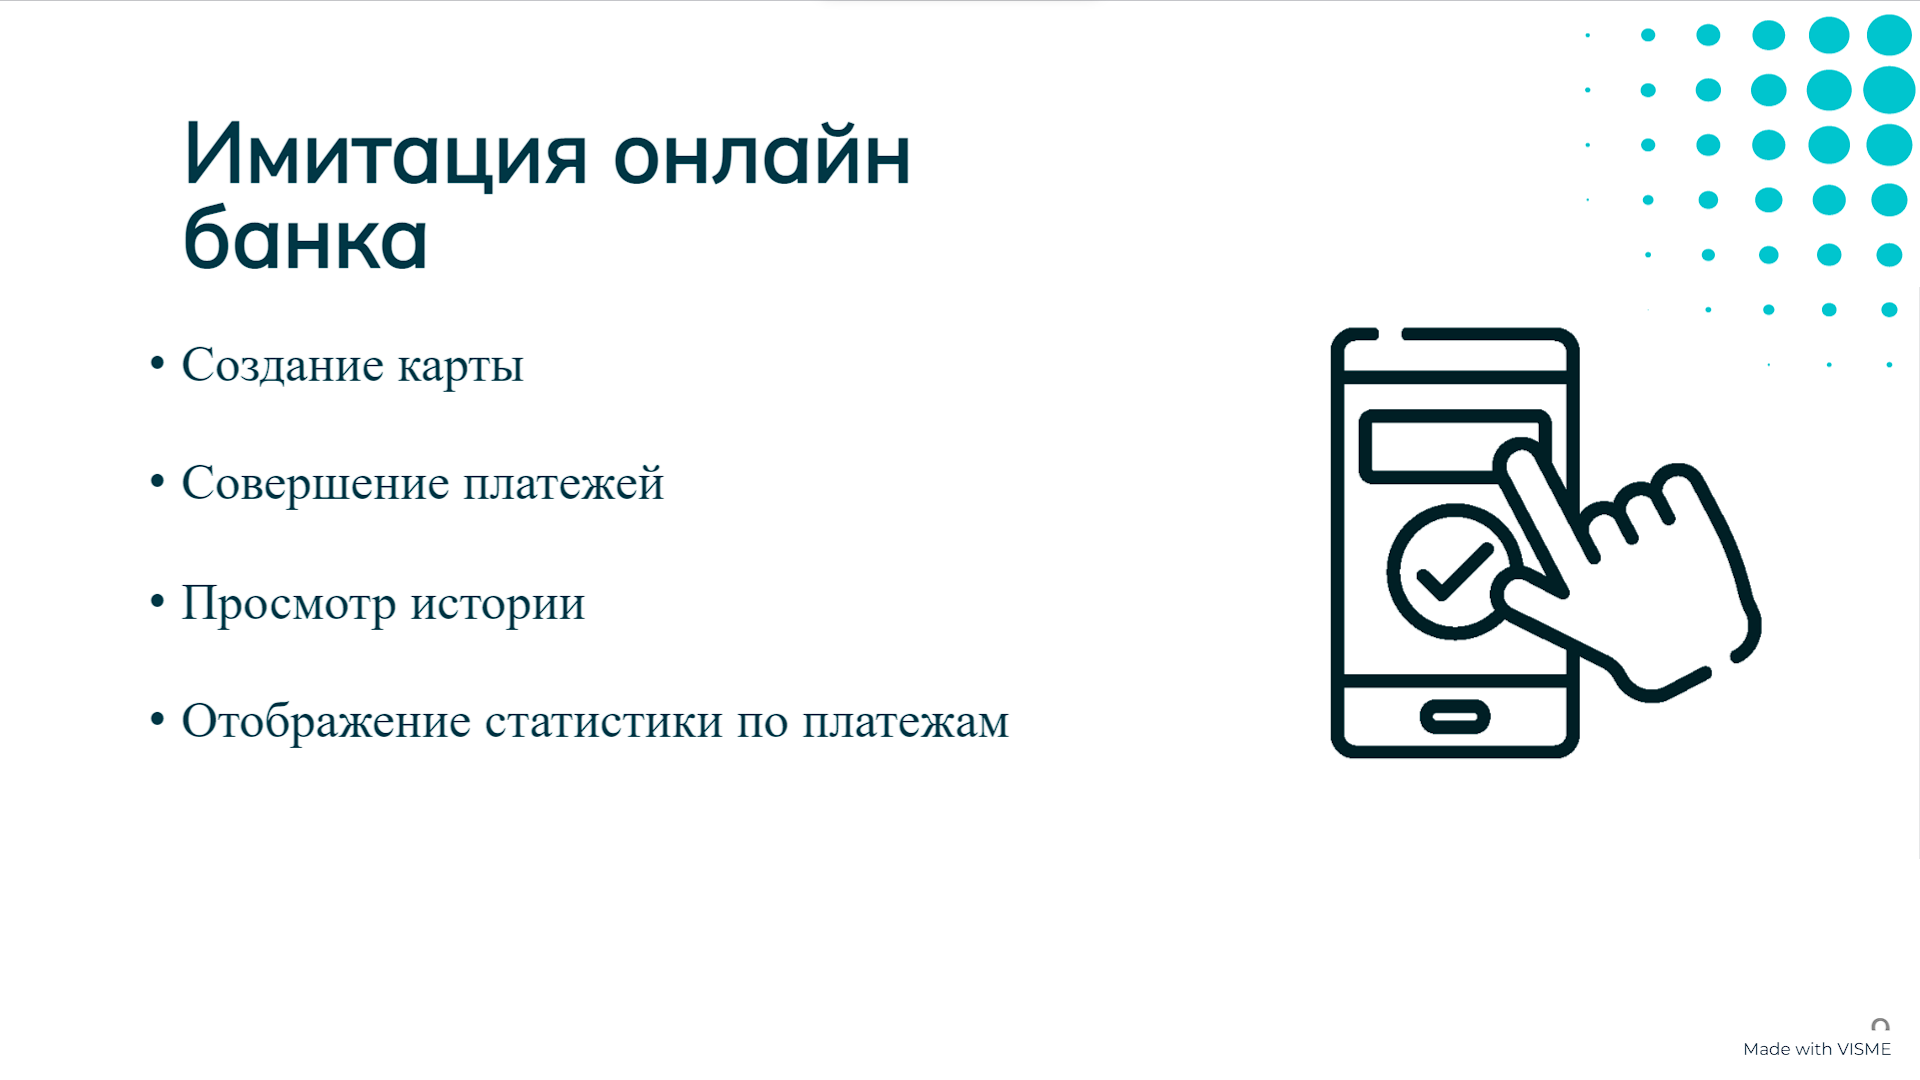 Имитация онлайн
банка
• Создание карты
• Совершение платежей
• Просмотр истории
• Отображение статистики по платежам
Made with VISME